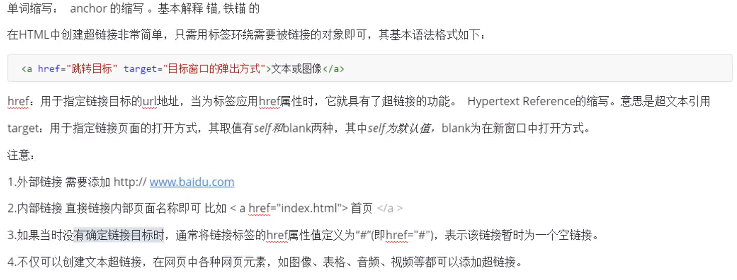 单词缩写： anchor 的缩写 。基本解释 锚, 铁锚 的
在HTML中创建超链接非常简单，只需用标签环绕需要被链接的对象即可，其基本语法格式如下：
<a href="跳转目标" target="目标窗口的弹出方式">文本或图像</a>
href：用于指定链接目标的url地址，当为标签应用href属性时，它就具有了超链接的功能。 Hypertext Reference的缩写。意思是超文本引用
target：用于指定链接页面的打开方式，其取值有self和blank两种，其中self为默认值，blank为在新窗口中打开方式。
注意：
1.外部链接 需要添加 http:// www.baidu.com
2.内部链接 直接链接内部页面名称即可 比如 < a href="index.html"> 首页 </a >
3.如果当时没有确定链接目标时，通常将链接标签的href属性值定义为“#”(即href="#")，表示该链接暂时为一个空链接。
4.不仅可以创建文本超链接，在网页中各种网页元素，如图像、表格、音频、视频等都可以添加超链接。